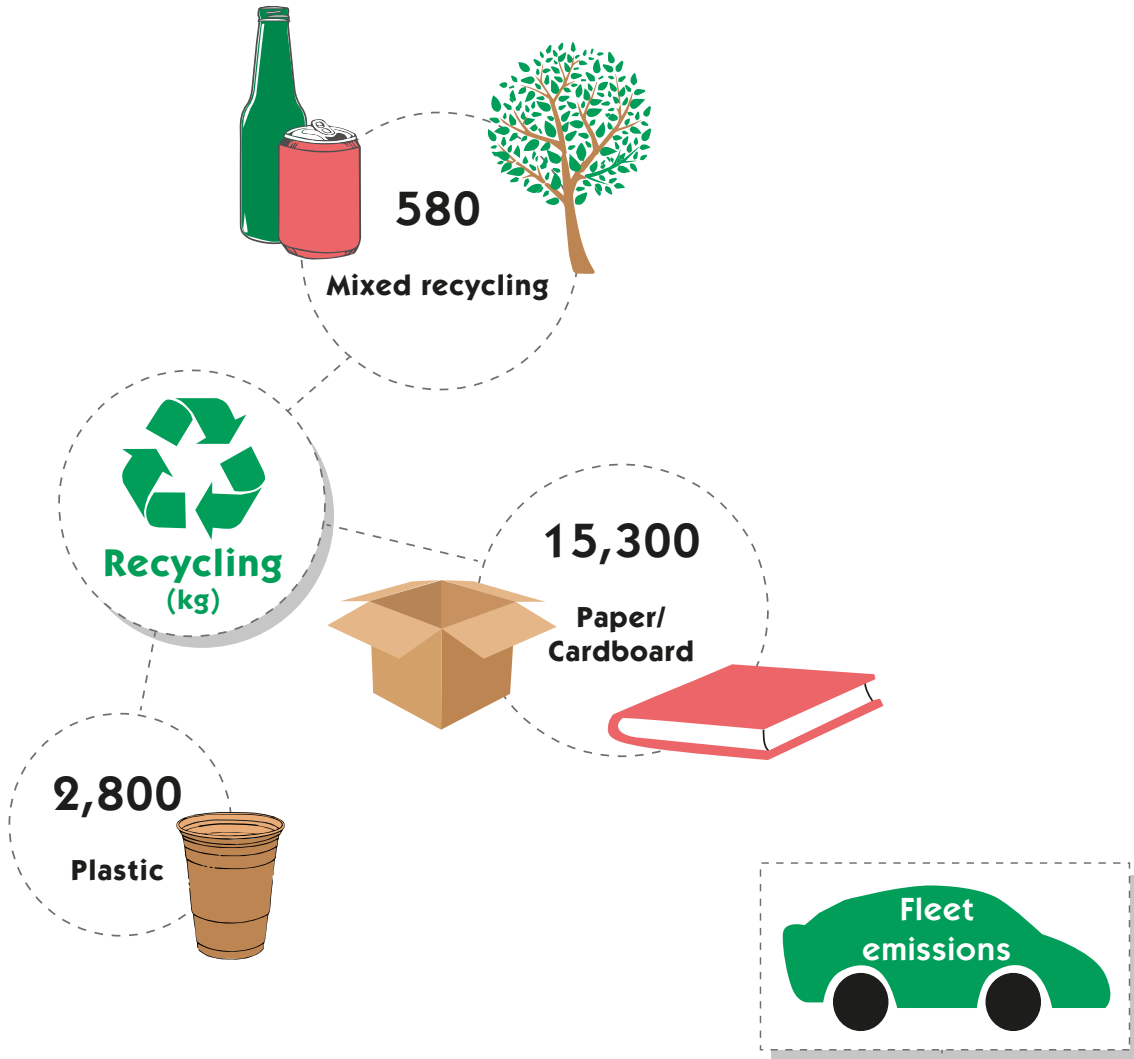 580
Mixed recycling
Recycling
(kg)
15,300
Paper/
Cardboard
2,800
Plastic
Fleet
emissions